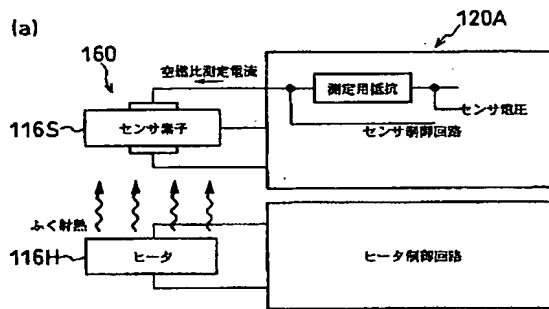 (a)
120A
160
空燃比測定電流
測定用抵抗
センサ電圧
116S
センサ素子
センサ制御回路
ふく射熱
116H
ヒータ
ヒータ制御回路